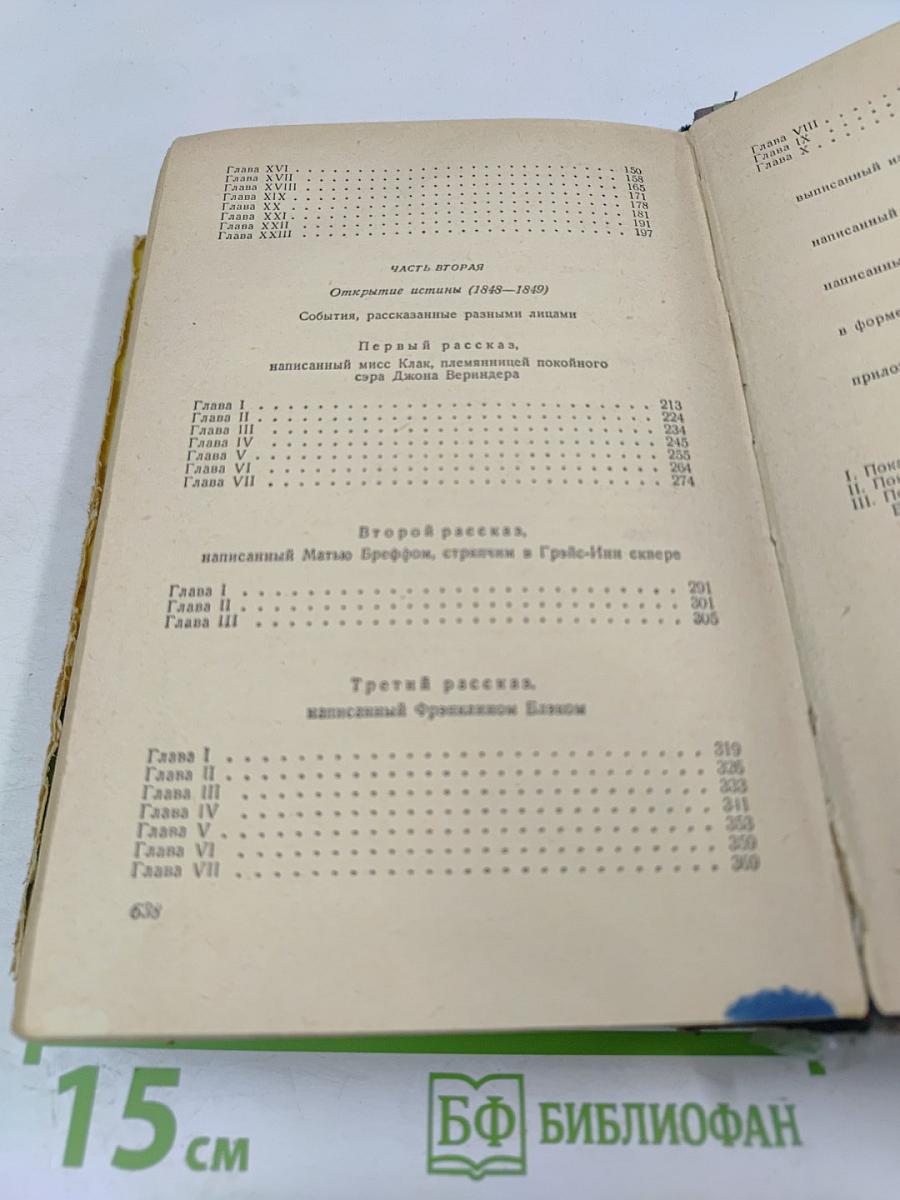 Глава XVI . . . . . . . . . . . . . . . . . . . . 150
Глава XVII . . . . . . . . . . . . . . . . . . . . 158
Глава XVIII . . . . . . . . . . . . . . . . . . . . 165
Глава XIX . . . . . . . . . . . . . . . . . . . . 171
Глава XX . . . . . . . . . . . . . . . . . . . . 178
Глава XXI . . . . . . . . . . . . . . . . . . . . 181
Глава XXII . . . . . . . . . . . . . . . . . . . . 191
Глава XXIII . . . . . . . . . . . . . . . . . . . . 197
ЧАСТЬ ВТОРАЯ
Открытие истины (1848—1849)
События, рассказанные разными лицами
Первый рассказ,
написанный мисс Клак, племянницей покойного
сэра Джона Вериндера
Глава I . . . . . . . . . . . . . . . . . . . . 213
Глава II . . . . . . . . . . . . . . . . . . . . 224
Глава III . . . . . . . . . . . . . . . . . . . . 234
Глава IV . . . . . . . . . . . . . . . . . . . . 245
Глава V . . . . . . . . . . . . . . . . . . . . 255
Глава VI . . . . . . . . . . . . . . . . . . . . 264
Глава VII . . . . . . . . . . . . . . . . . . . . 274
Второй рассказ,
написанный Матью Бреффом, стряпчим в Грэйс-Инн сквере
Глава I . . . . . . . . . . . . . . . . . . . . 291
Глава II . . . . . . . . . . . . . . . . . . . . 301
Глава III . . . . . . . . . . . . . . . . . . . . 305
Третий рассказ,
написанный Фрэнклином Блэком
Глава I . . . . . . . . . . . . . . . . . . . . 319
Глава II . . . . . . . . . . . . . . . . . . . . 326
Глава III . . . . . . . . . . . . . . . . . . . . 333
Глава IV . . . . . . . . . . . . . . . . . . . . 341
Глава V . . . . . . . . . . . . . . . . . . . . 353
Глава VI . . . . . . . . . . . . . . . . . . . . 359
Глава VII . . . . . . . . . . . . . . . . . . . . 369
638
Глава VIII . . . .
Глава IX . . . .
Глава X . . . .
выписанный
написанный
в форме
I.
II.
III.
15 см
БФ БИБЛИОФАН